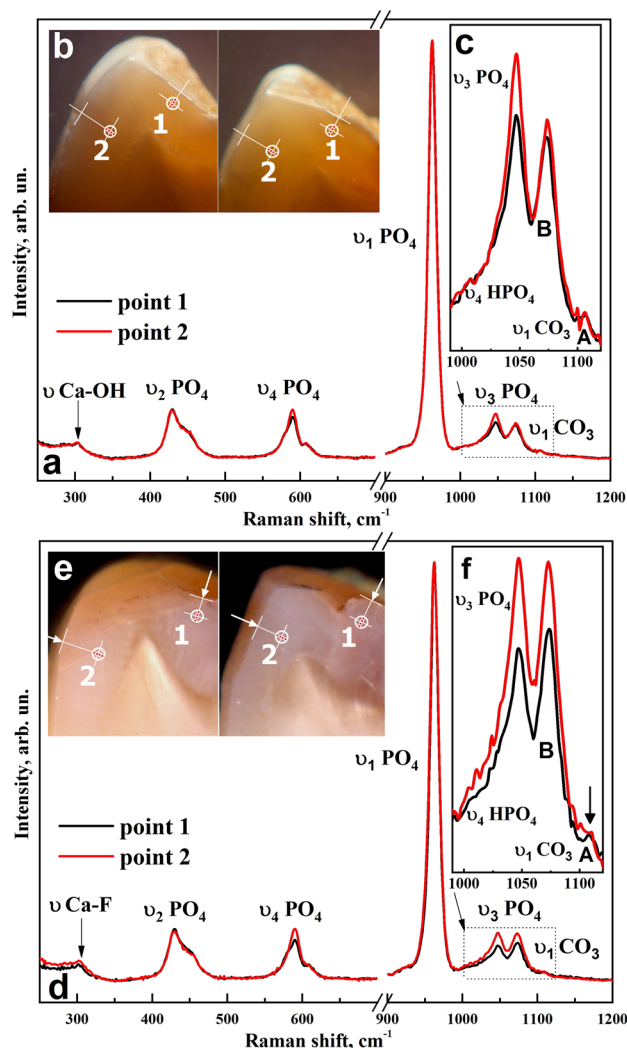 b
c
υ3 PO4
2
1
2
1
υ1 PO4
B
υ4 HPO4
υ1 CO3
A
1000 1050 1100
point 1
point 2
υ Ca-OH
υ2 PO4
υ4 PO4
υ3 PO4
υ1 CO3
a
Intensity, arb. un.
300 400 500 600 900 1000 1100 1200
Raman shift, cm-1
e
f
υ3 PO4
1
2
1
2
υ1 PO4
B
υ4 HPO4
υ1 CO3
A
1000 1050 1100
point 1
point 2
υ Ca-F
υ2 PO4
υ4 PO4
υ3 PO4
υ1 CO3
d
Intensity, arb. un.
300 400 500 600 900 1000 1100 1200
Raman shift, cm-1